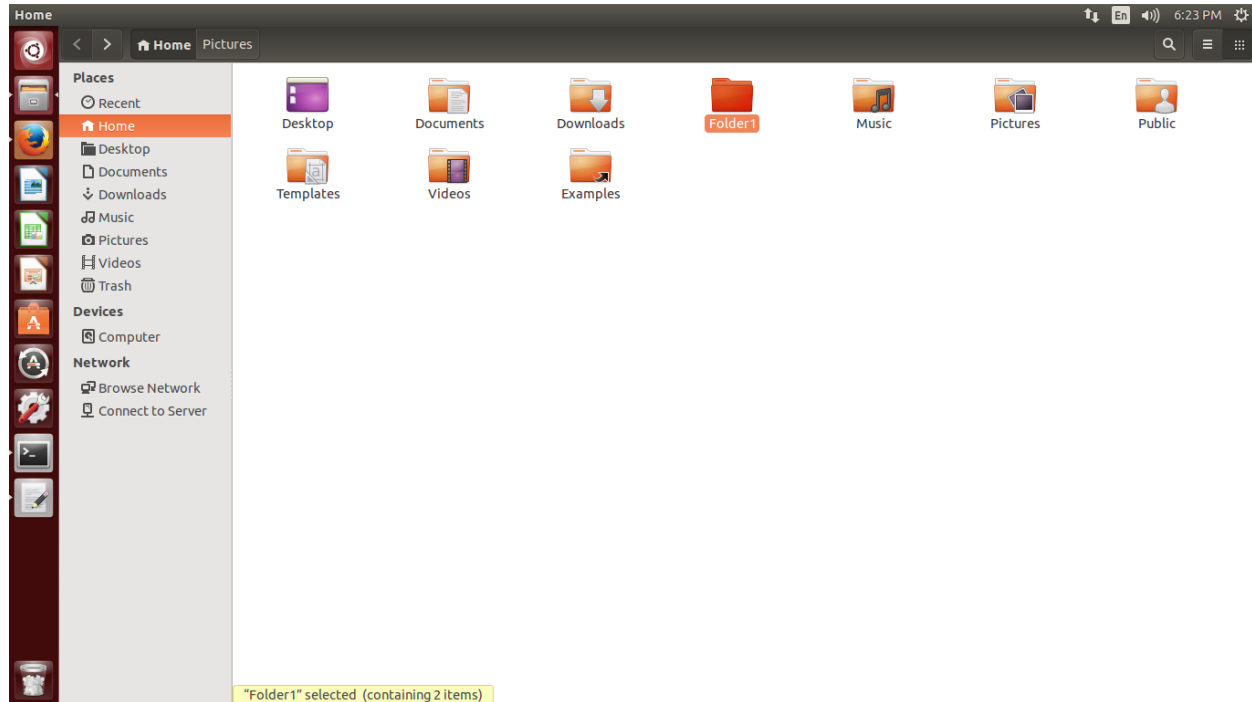 Home
En
6:23 PM
Home Pictures
Places
Recent
Home
Desktop
Documents
Downloads
Music
Pictures
Videos
Trash
Devices
Computer
Network
Browse Network
Connect to Server
Desktop Documents Downloads Folder1 Music Pictures Public
Templates Videos Examples
“Folder1” selected (containing 2 items)